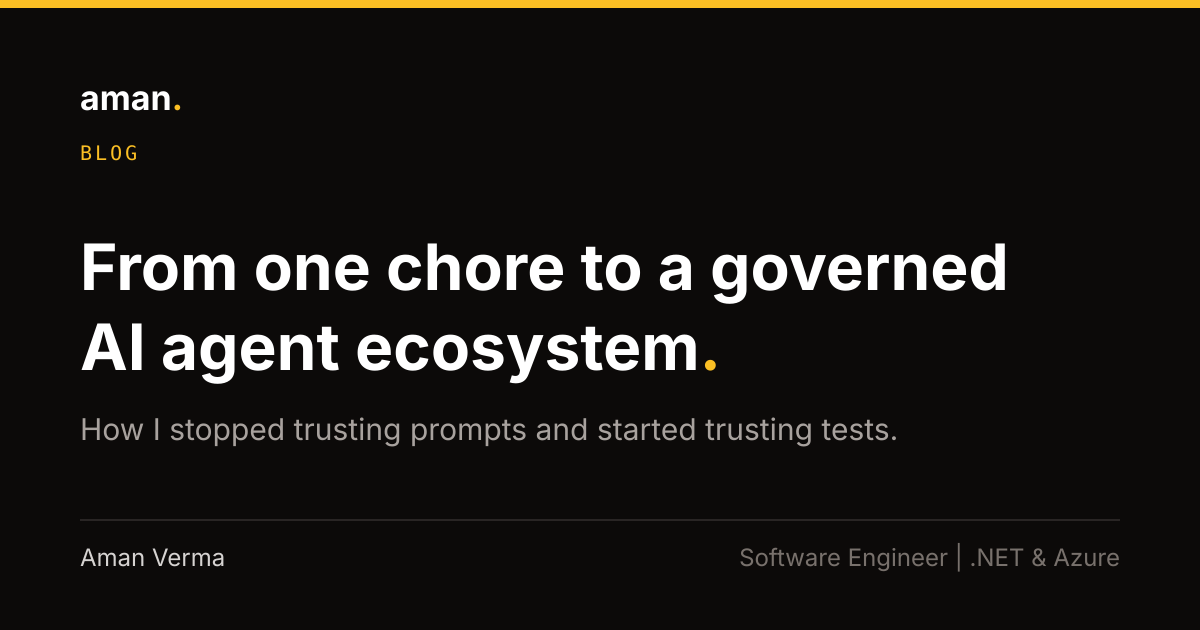 aman.
BLOG
From one chore to a governed
AI agent ecosystem.
How I stopped trusting prompts and started trusting tests.
Aman Verma
Software Engineer | .NET & Azure